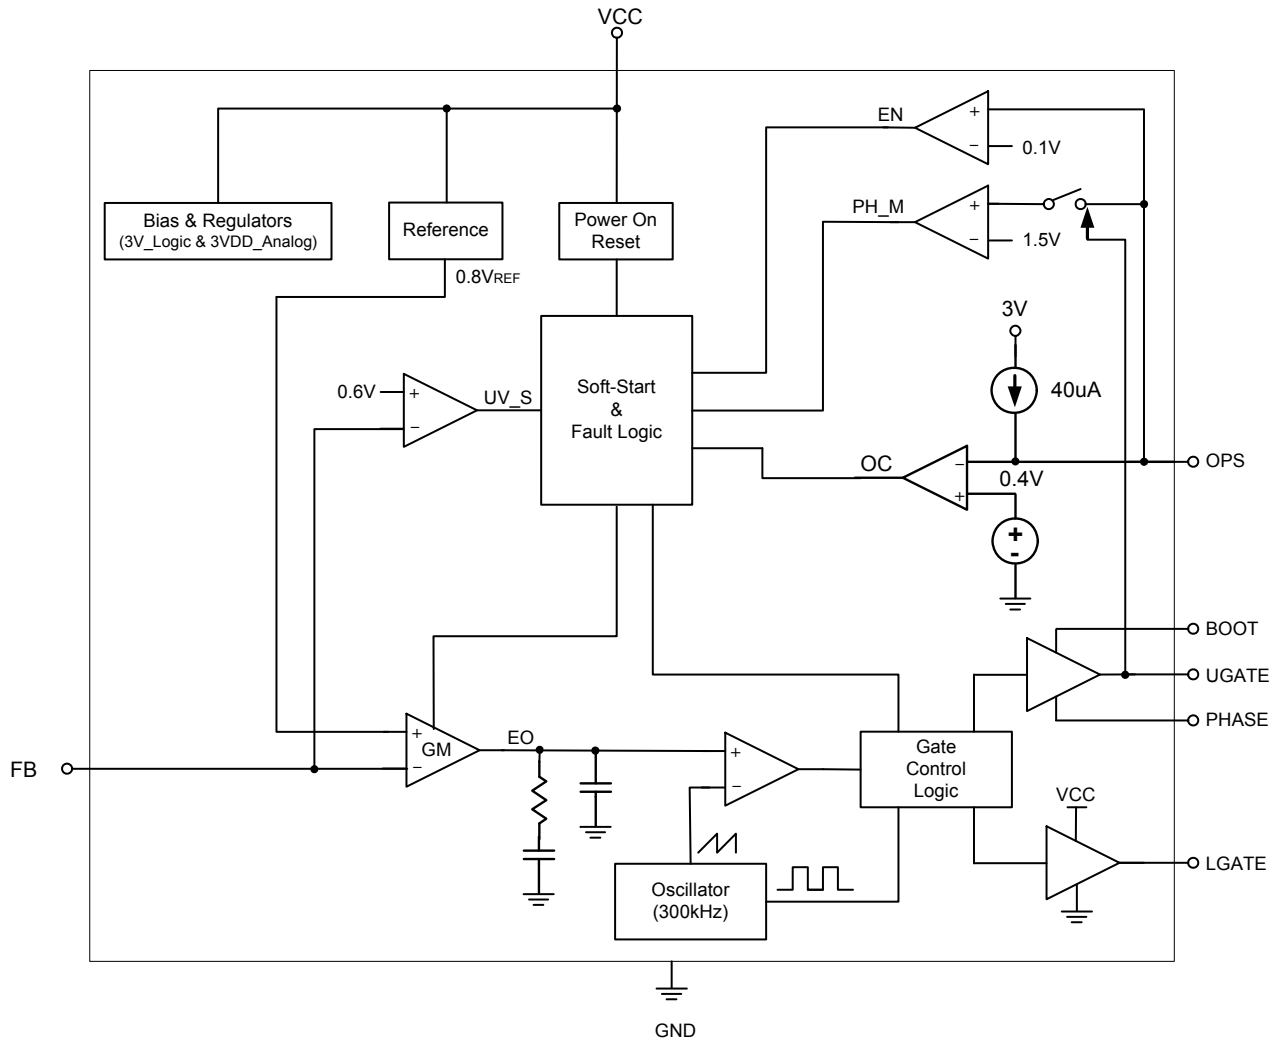 VCC
EN
+
−
0.1V
PH_M
+
−
1.5V
Bias & Regulators
(3V_Logic & 3VDD_Analog)
Reference
Power On
Reset
0.8VREF
3V
40uA
0.6V
+
−
UV_S
Soft-Start
&
Fault Logic
OC
−
+
0.4V
OPS
+
-
BOOT
UGATE
PHASE
FB
+
−
GM
EO
+
−
Gate
Control
Logic
VCC
LGATE
Oscillator
(300kHz)
GND